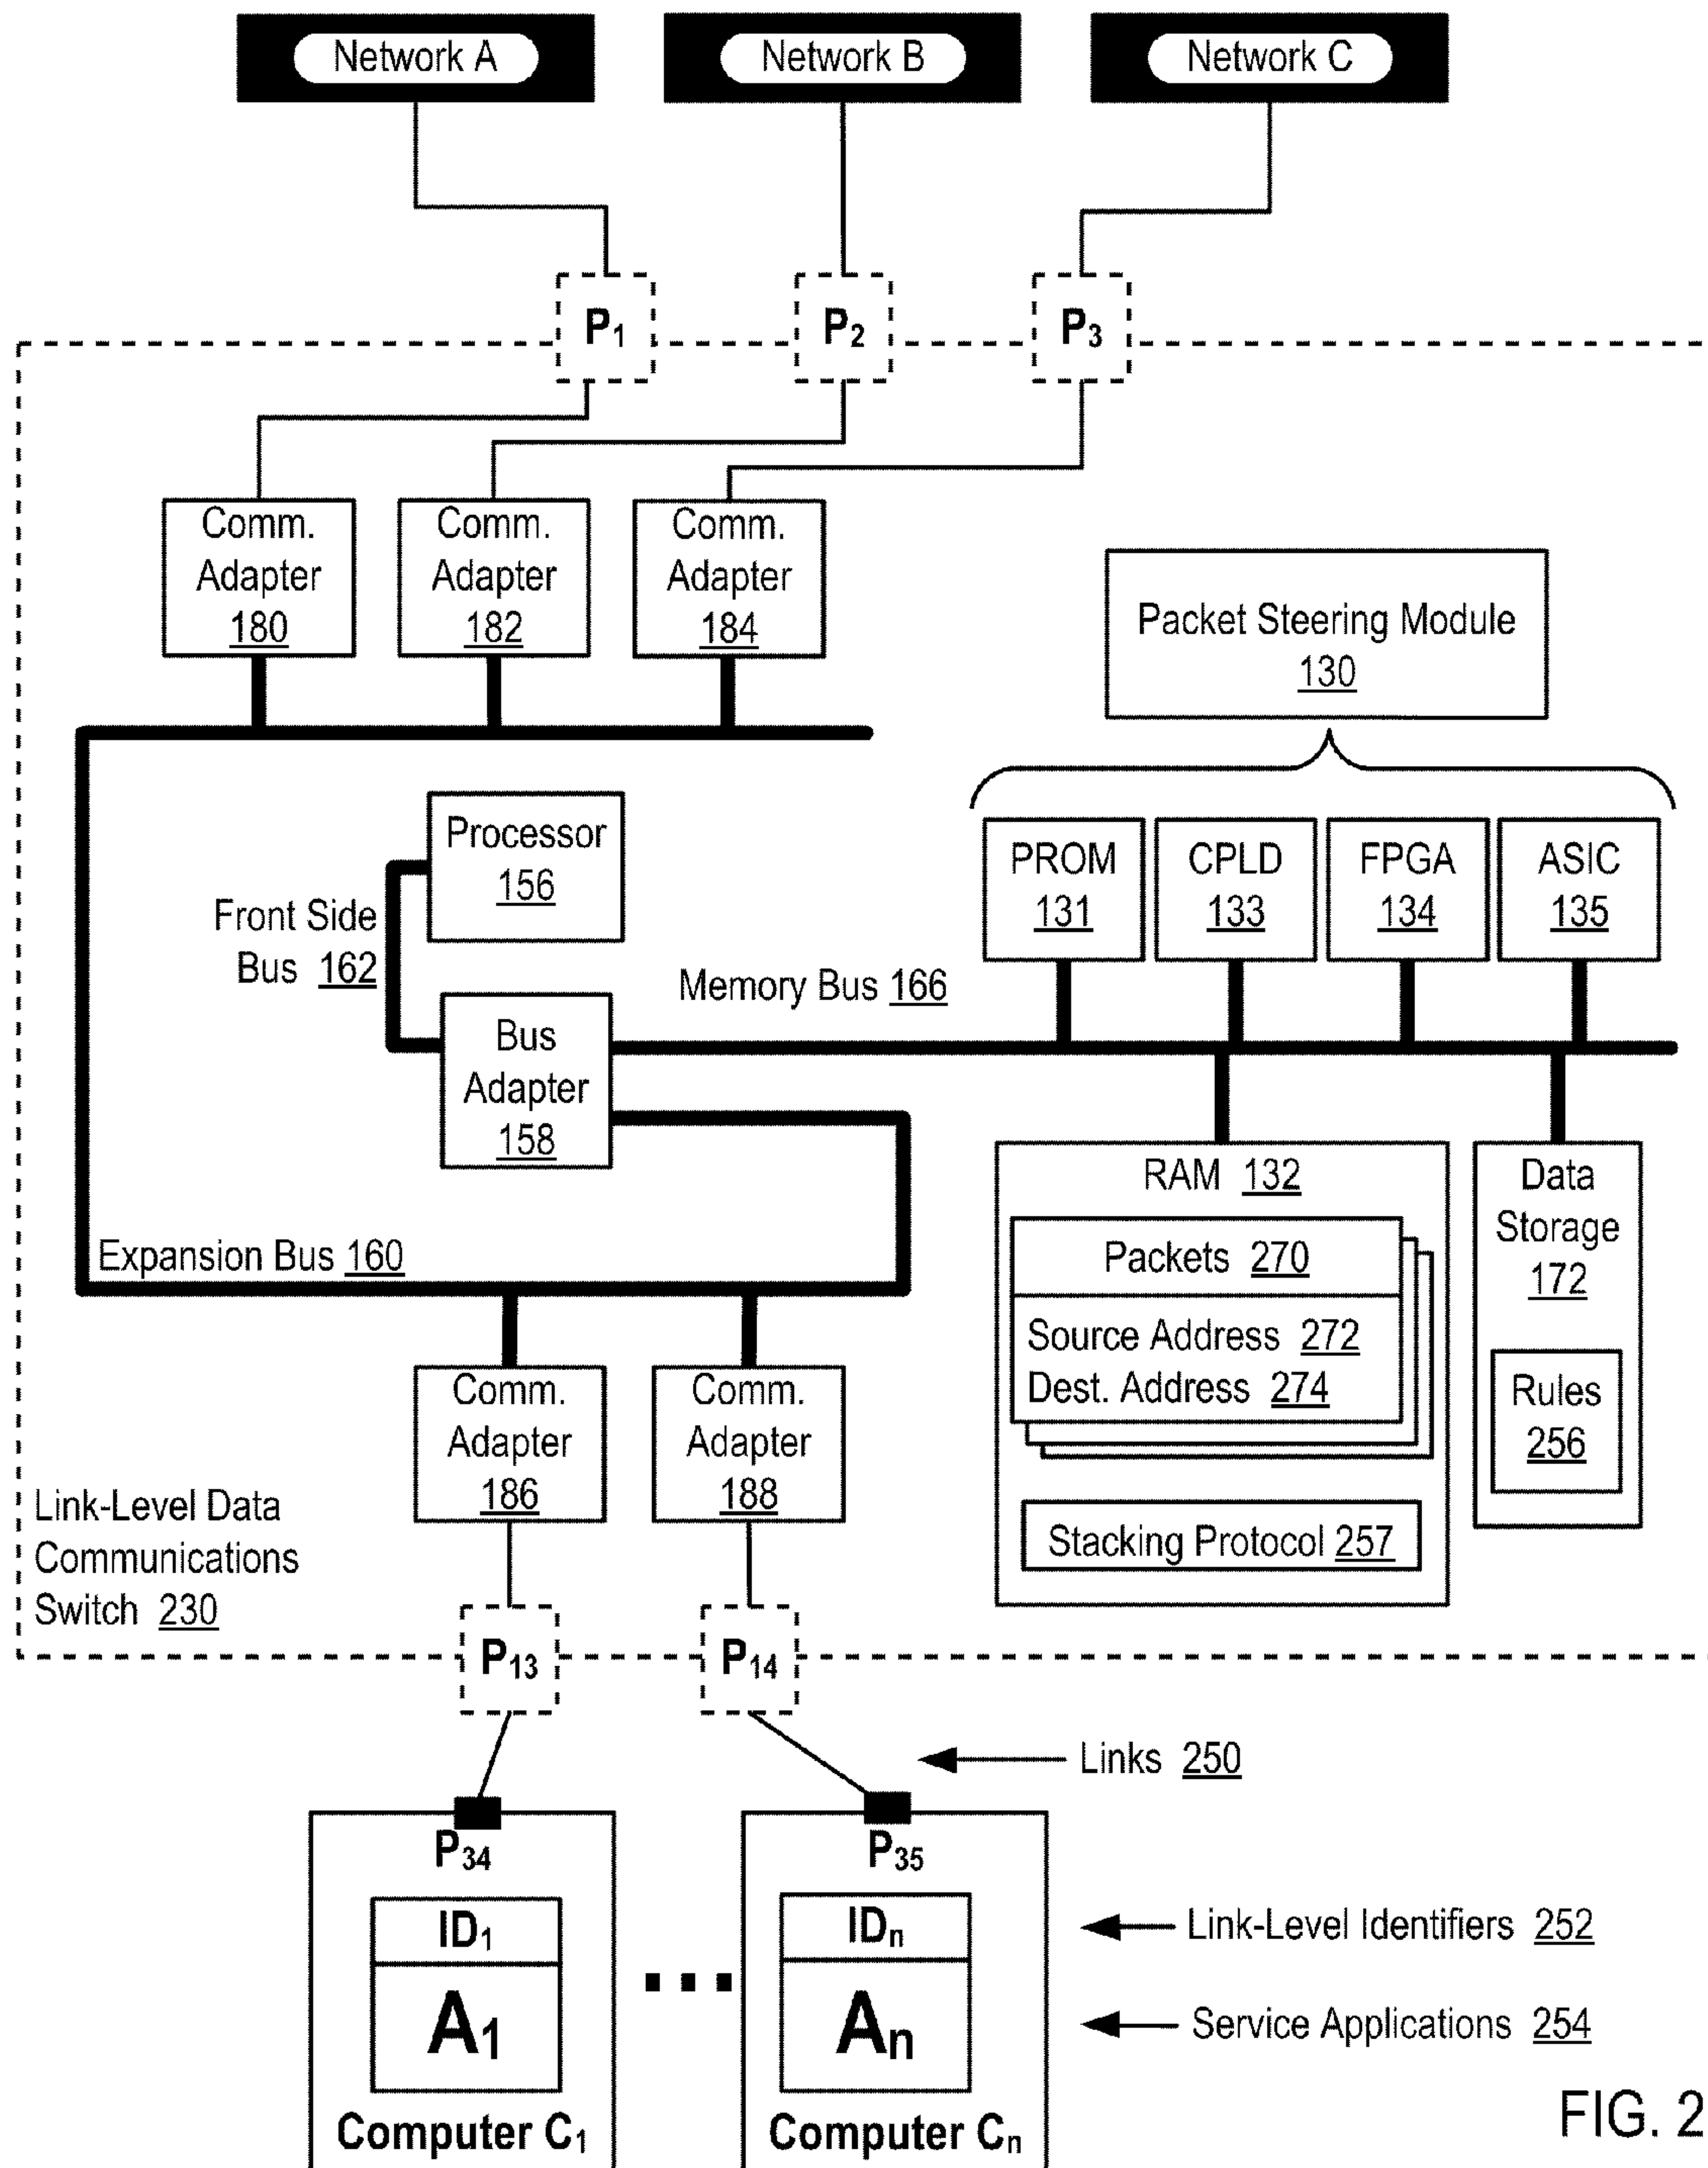 Network A
Network B
Network C
P1
P2
P3
Comm.
Adapter
180
Comm.
Adapter
182
Comm.
Adapter
184
Packet Steering Module
130
Processor
156
Front Side
Bus 162
PROM
131
CPLD
133
FPGA
134
ASIC
135
Memory Bus 166
Bus
Adapter
158
Expansion Bus 160
RAM 132
Packets 270
Source Address 272
Dest. Address 274
Stacking Protocol 257
Data
Storage
172
Rules
256
Comm.
Adapter
186
Comm.
Adapter
188
Link-Level Data
Communications
Switch 230
P13
P14
Links 250
P34
P35
ID1
IDn
Link-Level Identifiers 252
A1
An
Service Applications 254
Computer C1
Computer Cn
FIG. 2